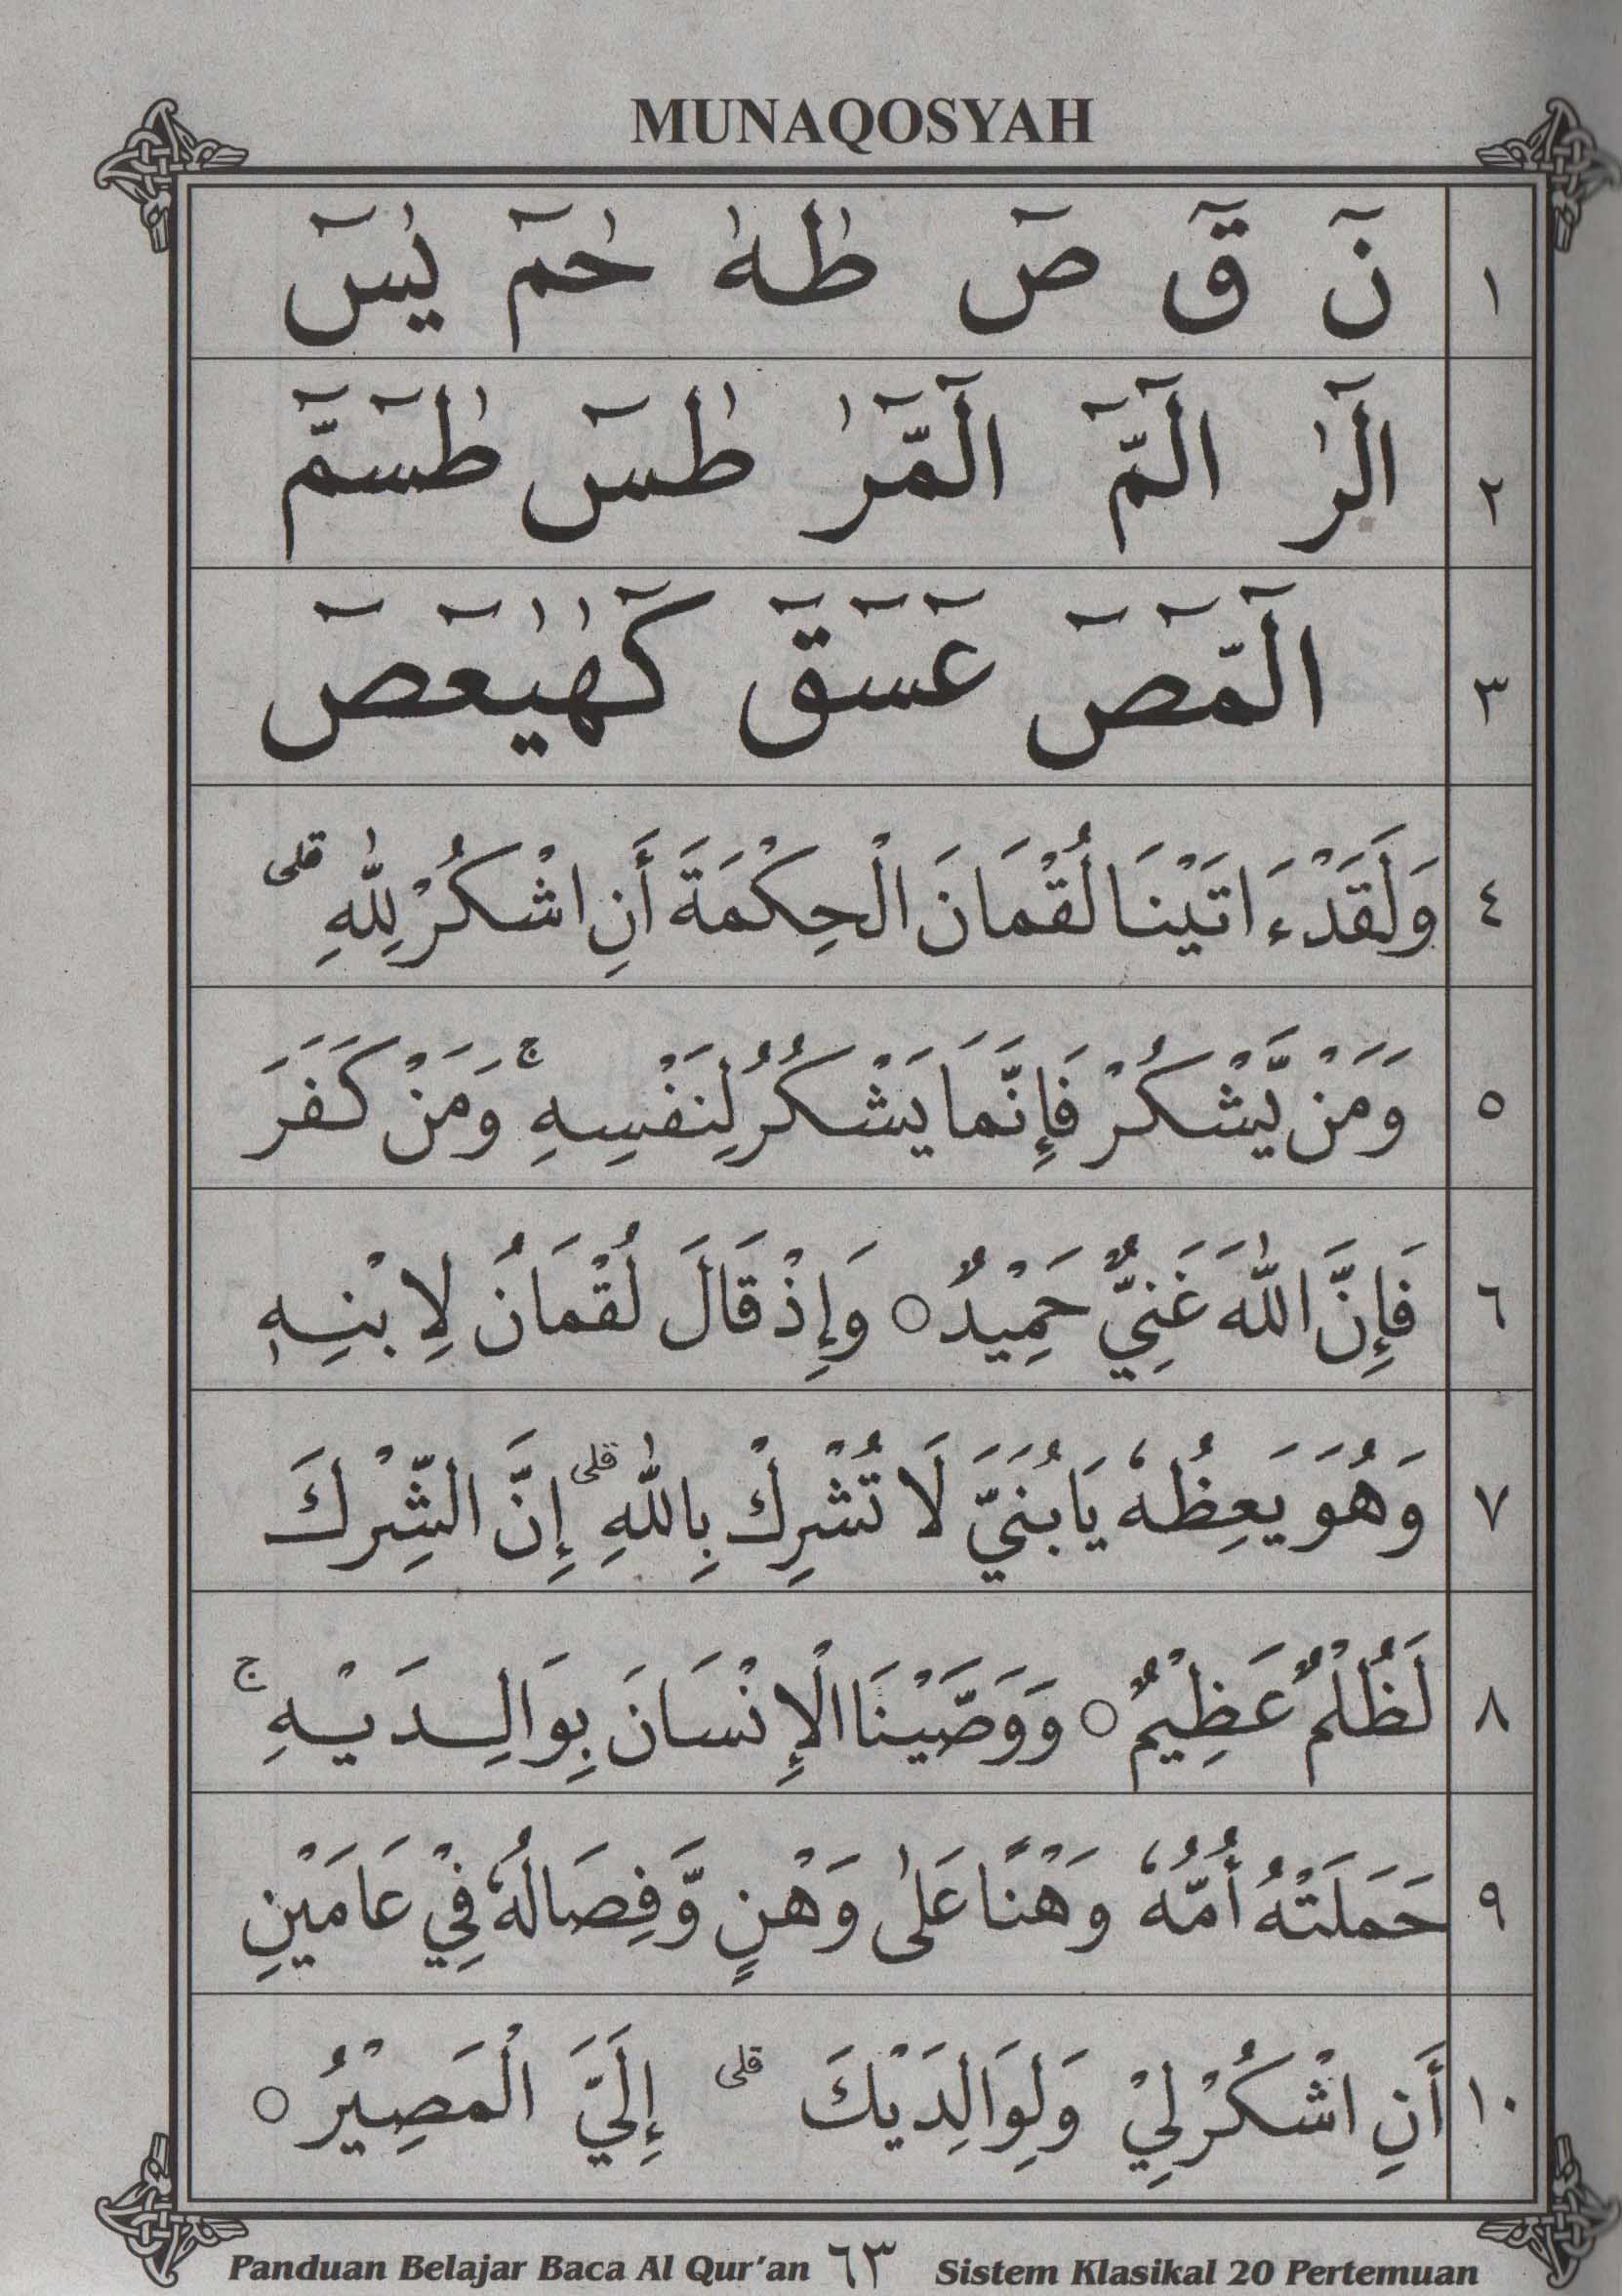 MUNAQOSYAH
١ نٓ قٓ صٓ طٰهٰ حٰمٓ يٰسٓ
٢ الٓرٰ الٓمّٓ الٓمّٓرٰ طٰسٓ طٰسٓمّٓ
٣ الٓمّٓصٓ عٓسٓقٓ كٓهٰيٰعٓصٓ
٤ وَلَقَدْ ءَاتَيْنَا لُقْمَانَ الْحِكْمَةَ أَنِ اشْكُرْ لِلّٰهِ ۗ
٥ وَمَنْ يَّشْكُرْ فَإِنَّمَا يَشْكُرُ لِنَفْسِهِ ۚ وَمَنْ كَفَرَ
٦ فَإِنَّ اللّٰهَ غَنِيٌّ حَمِيْدٌ ○ وَإِذْ قَالَ لُقْمَانُ لِابْنِهٖ
٧ وَهُوَ يَعِظُهٗ يَابُنَيَّ لَا تُشْرِكْ بِاللّٰهِ ۗ إِنَّ الشِّرْكَ
٨ لَظُلْمٌ عَظِيْمٌ ○ وَوَصَّيْنَا الْإِنْسَانَ بِوَالِدَيْهِ ۚ
٩ حَمَلَتْهُ أُمُّهٗ وَهْنًا عَلٰى وَهْنٍ وَّفِصَالُهٗ فِيْ عَامَيْنِ
١٠ أَنِ اشْكُرْ لِيْ وَلِوَالِدَيْكَ ۗ إِلَيَّ الْمَصِيْرُ ○
Panduan Belajar Baca Al Qur'an ٦٣ Sistem Klasikal 20 Pertemuan